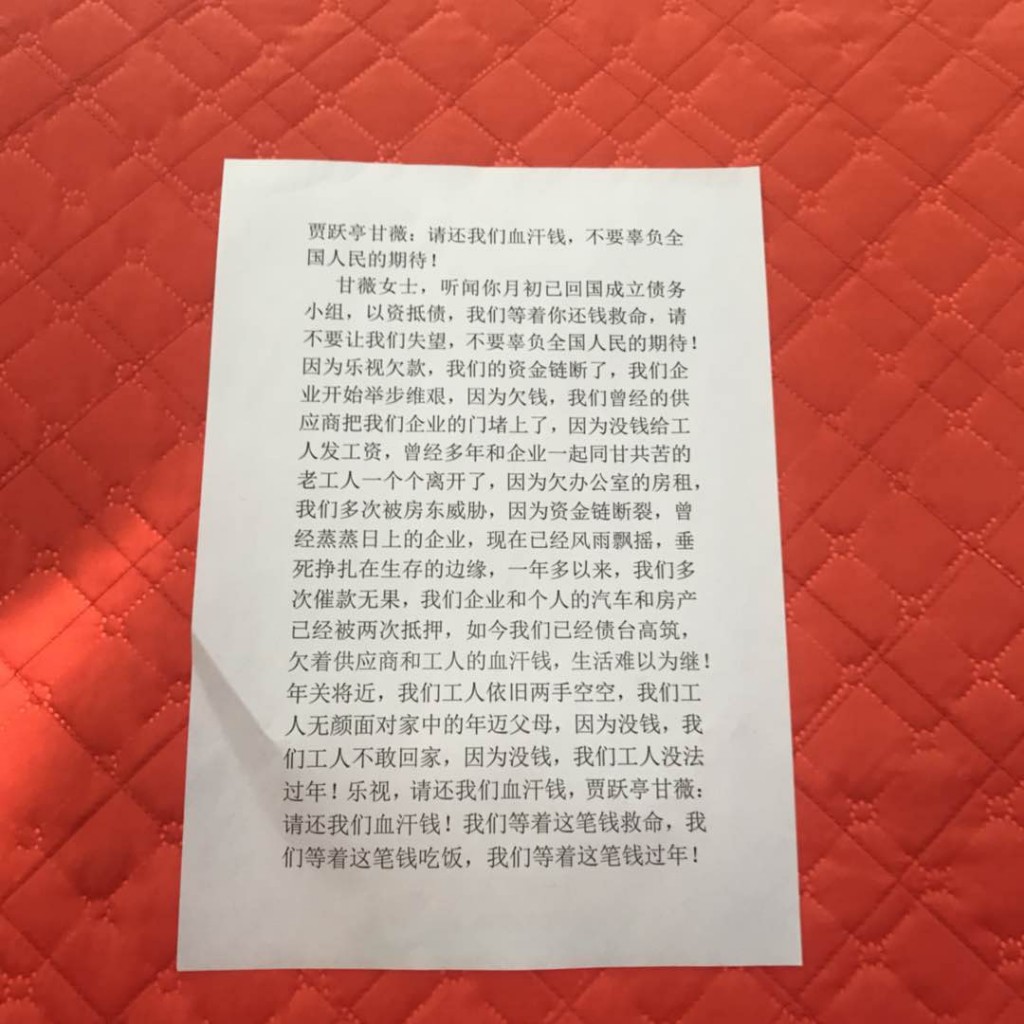 贾跃亭甘薇：请还我们血汗钱，不要辜负全
国人民的期待！
甘薇女士，听闻你月初已回国成立债务
小组，以资抵债，我们等着你还钱救命，请
不要让我们失望，不要辜负全国人民的期待！
因为乐视欠款，我们的资金链断了，我们企
业开始举步维艰，因为欠钱，我们曾经的供
应商把我们企业的门堵上了，因为没钱给工
人发工资，曾经多年和企业一起同甘共苦的
老工人一个个离开了，因为欠办公室的房租，
我们多次被房东威胁，因为资金链断裂，曾
经蒸蒸日上的企业，现在已经风雨飘摇，垂
死挣扎在生存的边缘，一年多以来，我们多
次催款无果，我们企业和个人的汽车和房产
已经被两次抵押，如今我们已经债台高筑，
欠着供应商和工人的血汗钱，生活难以为继！
年关将近，我们工人依旧两手空空，我们工
人无颜面对家中的年迈父母，因为没钱，我
们工人不敢回家，因为没钱，我们工人没法
过年！乐视，请还我们血汗钱，贾跃亭甘薇：
请还我们血汗钱！我们等着这笔钱救命，我
们等着这笔钱吃饭，我们等着这笔钱过年！